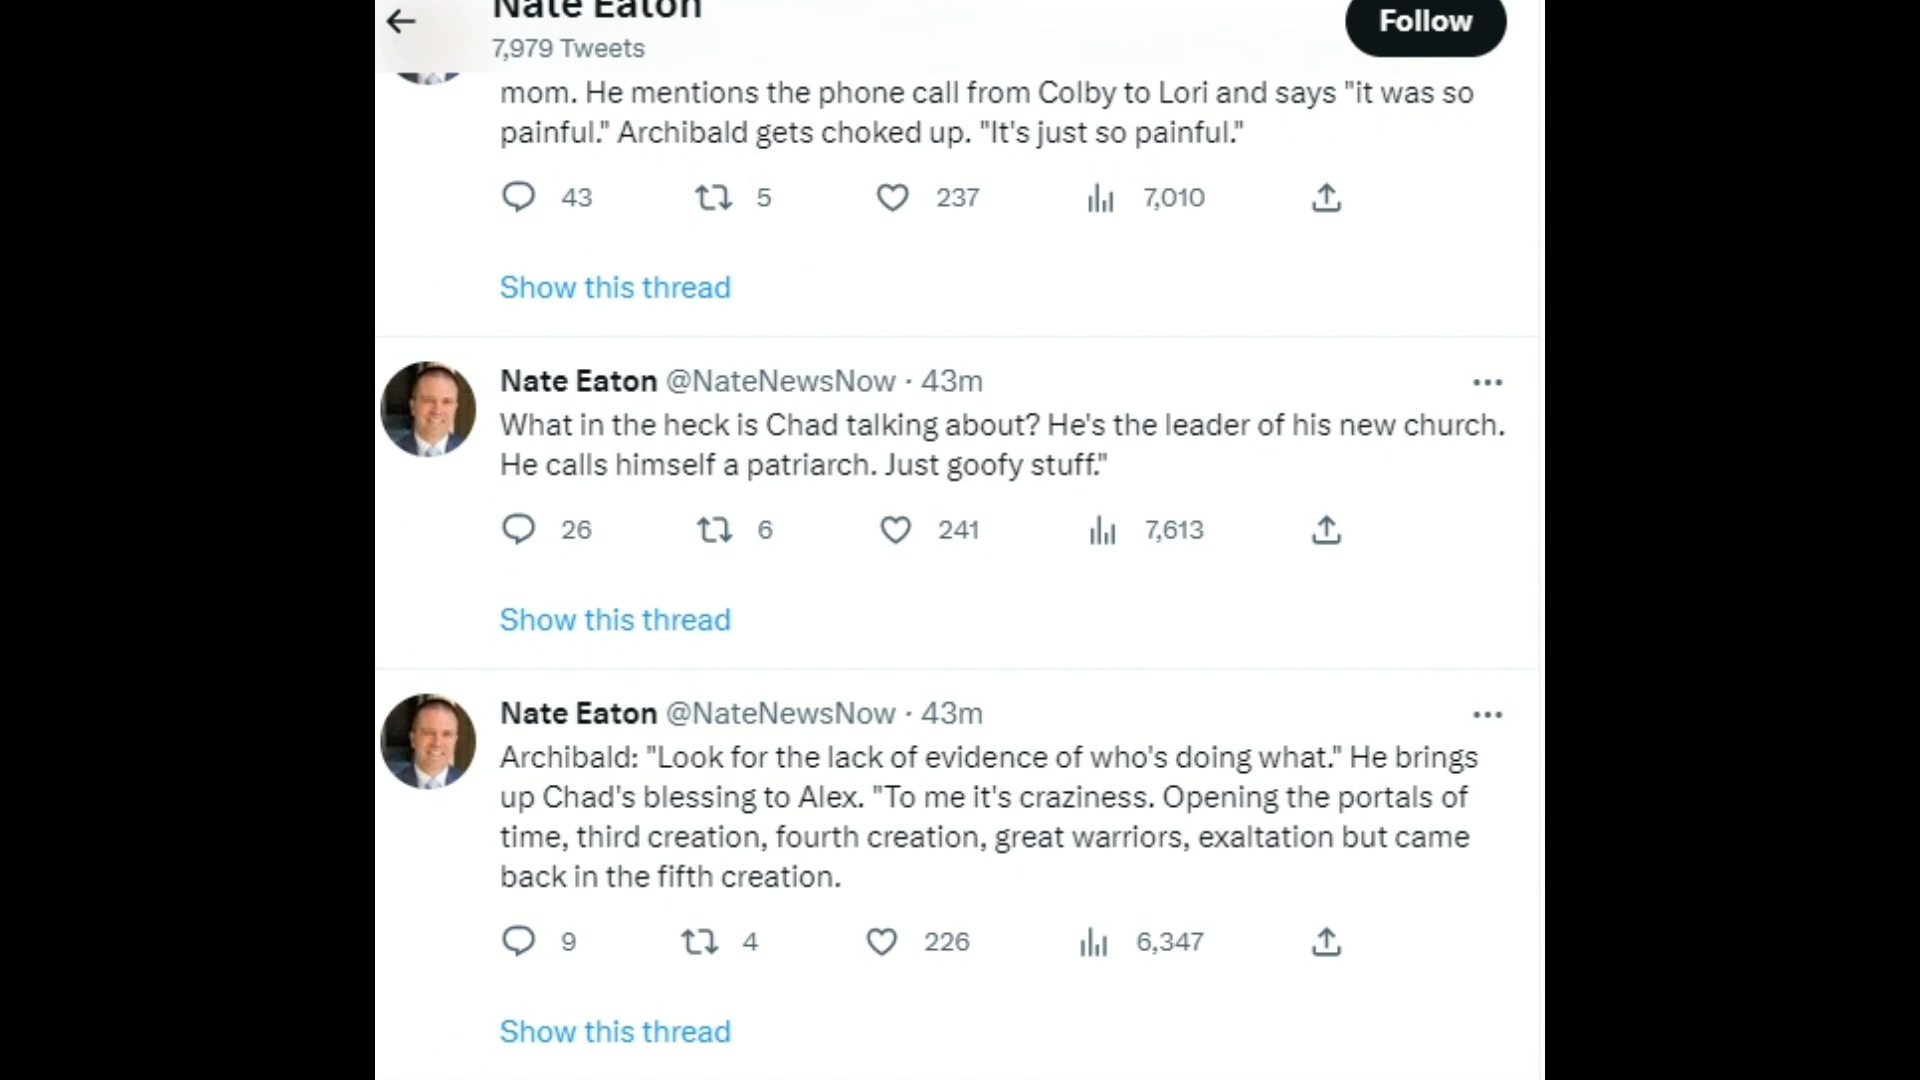 Nate Eaton
7,979 Tweets
Follow
mom. He mentions the phone call from Colby to Lori and says "it was so
painful." Archibald gets choked up. "It's just so painful."
43 5 237 7,010
Show this thread
Nate Eaton @NateNewsNow · 43m
What in the heck is Chad talking about? He's the leader of his new church.
He calls himself a patriarch. Just goofy stuff."
26 6 241 7,613
Show this thread
Nate Eaton @NateNewsNow · 43m
Archibald: "Look for the lack of evidence of who's doing what." He brings
up Chad's blessing to Alex. "To me it's craziness. Opening the portals of
time, third creation, fourth creation, great warriors, exaltation but came
back in the fifth creation.
9 4 226 6,347
Show this thread